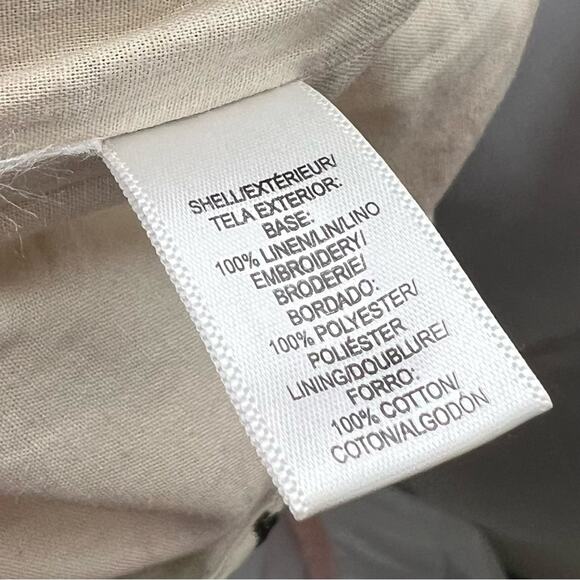 SHELL/EXTÉRIEUR/
TELA EXTERIOR:
BASE:
100% LINEN/LIN/LINO
EMBROIDERY/
BRODERIE/
BORDADO:
100% POLYESTER/
POLIÉSTER
LINING/DOUBLURE/
FORRO:
100% COTTON/
COTON/ALGODÓN